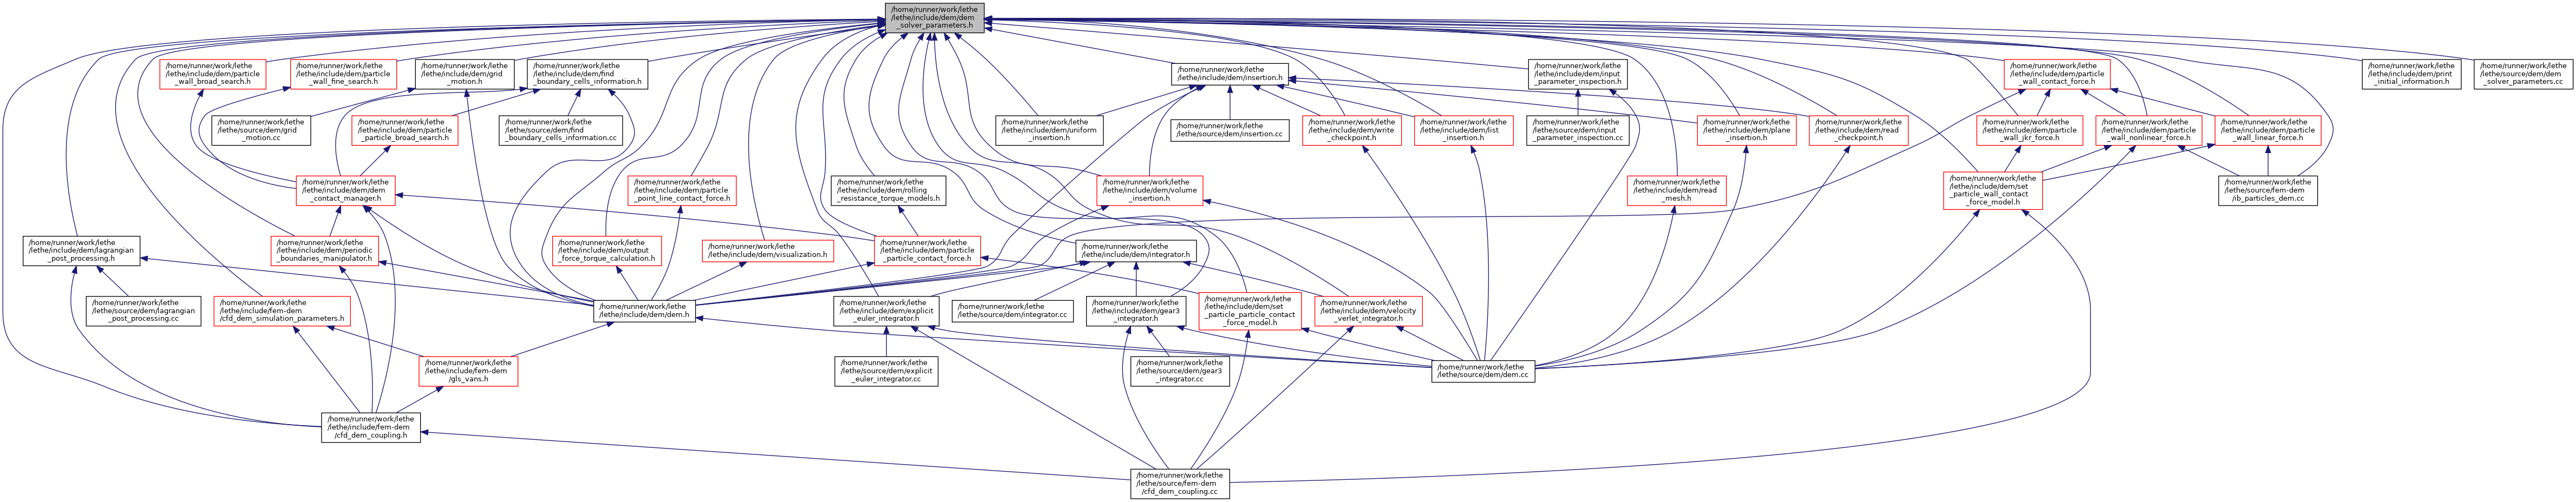 /home/runner/work/lethe
/lethe/include/dem/dem
_solver_parameters.h
/home/runner/work/lethe
/lethe/include/dem/particle
_wall_broad_search.h
/home/runner/work/lethe
/lethe/include/dem/particle
_wall_fine_search.h
/home/runner/work/lethe
/lethe/include/dem/grid
_motion.h
/home/runner/work/lethe
/lethe/include/dem/find
_boundary_cells_information.h
/home/runner/work/lethe
/lethe/include/dem/insertion.h
/home/runner/work/lethe
/lethe/include/dem/input
_parameter_inspection.h
/home/runner/work/lethe
/lethe/include/dem/particle
_wall_contact_force.h
/home/runner/work/lethe
/lethe/include/dem/print
_initial_information.h
/home/runner/work/lethe
/lethe/source/dem/dem
_solver_parameters.cc
/home/runner/work/lethe
/lethe/source/dem/grid
_motion.cc
/home/runner/work/lethe
/lethe/include/dem/particle
_particle_broad_search.h
/home/runner/work/lethe
/lethe/source/dem/find
_boundary_cells_information.cc
/home/runner/work/lethe
/lethe/include/dem/uniform
_insertion.h
/home/runner/work/lethe
/lethe/source/dem/insertion.cc
/home/runner/work/lethe
/lethe/include/dem/write
_checkpoint.h
/home/runner/work/lethe
/lethe/include/dem/list
_insertion.h
/home/runner/work/lethe
/lethe/source/dem/input
_parameter_inspection.cc
/home/runner/work/lethe
/lethe/include/dem/plane
_insertion.h
/home/runner/work/lethe
/lethe/include/dem/read
_checkpoint.h
/home/runner/work/lethe
/lethe/include/dem/particle
_wall_jkr_force.h
/home/runner/work/lethe
/lethe/include/dem/particle
_wall_nonlinear_force.h
/home/runner/work/lethe
/lethe/include/dem/particle
_wall_linear_force.h
/home/runner/work/lethe
/lethe/include/dem/dem
_contact_manager.h
/home/runner/work/lethe
/lethe/include/dem/particle
_point_line_contact_force.h
/home/runner/work/lethe
/lethe/include/dem/rolling
_resistance_torque_models.h
/home/runner/work/lethe
/lethe/include/dem/volume
_insertion.h
/home/runner/work/lethe
/lethe/include/dem/read
_mesh.h
/home/runner/work/lethe
/lethe/include/dem/set
_particle_wall_contact
_force_model.h
/home/runner/work/lethe
/lethe/source/fem-dem
/ib_particles_dem.cc
/home/runner/work/lethe
/lethe/include/dem/lagrangian
_post_processing.h
/home/runner/work/lethe
/lethe/include/dem/periodic
_boundaries_manipulator.h
/home/runner/work/lethe
/lethe/include/dem/output
_force_torque_calculation.h
/home/runner/work/lethe
/lethe/include/dem/visualization.h
/home/runner/work/lethe
/lethe/include/dem/particle
_particle_contact_force.h
/home/runner/work/lethe
/lethe/include/dem/integrator.h
/home/runner/work/lethe
/lethe/source/dem/lagrangian
_post_processing.cc
/home/runner/work/lethe
/lethe/include/fem-dem
/cfd_dem_simulation_parameters.h
/home/runner/work/lethe
/lethe/include/dem/dem.h
/home/runner/work/lethe
/lethe/include/dem/explicit
_euler_integrator.h
/home/runner/work/lethe
/lethe/source/dem/integrator.cc
/home/runner/work/lethe
/lethe/include/dem/gear3
_integrator.h
/home/runner/work/lethe
/lethe/include/dem/set
_particle_particle_contact
_force_model.h
/home/runner/work/lethe
/lethe/include/dem/velocity
_verlet_integrator.h
/home/runner/work/lethe
/lethe/include/fem-dem
/gls_vans.h
/home/runner/work/lethe
/lethe/source/dem/explicit
_euler_integrator.cc
/home/runner/work/lethe
/lethe/source/dem/gear3
_integrator.cc
/home/runner/work/lethe
/lethe/source/dem/dem.cc
/home/runner/work/lethe
/lethe/include/fem-dem
/cfd_dem_coupling.h
/home/runner/work/lethe
/lethe/source/fem-dem
/cfd_dem_coupling.cc